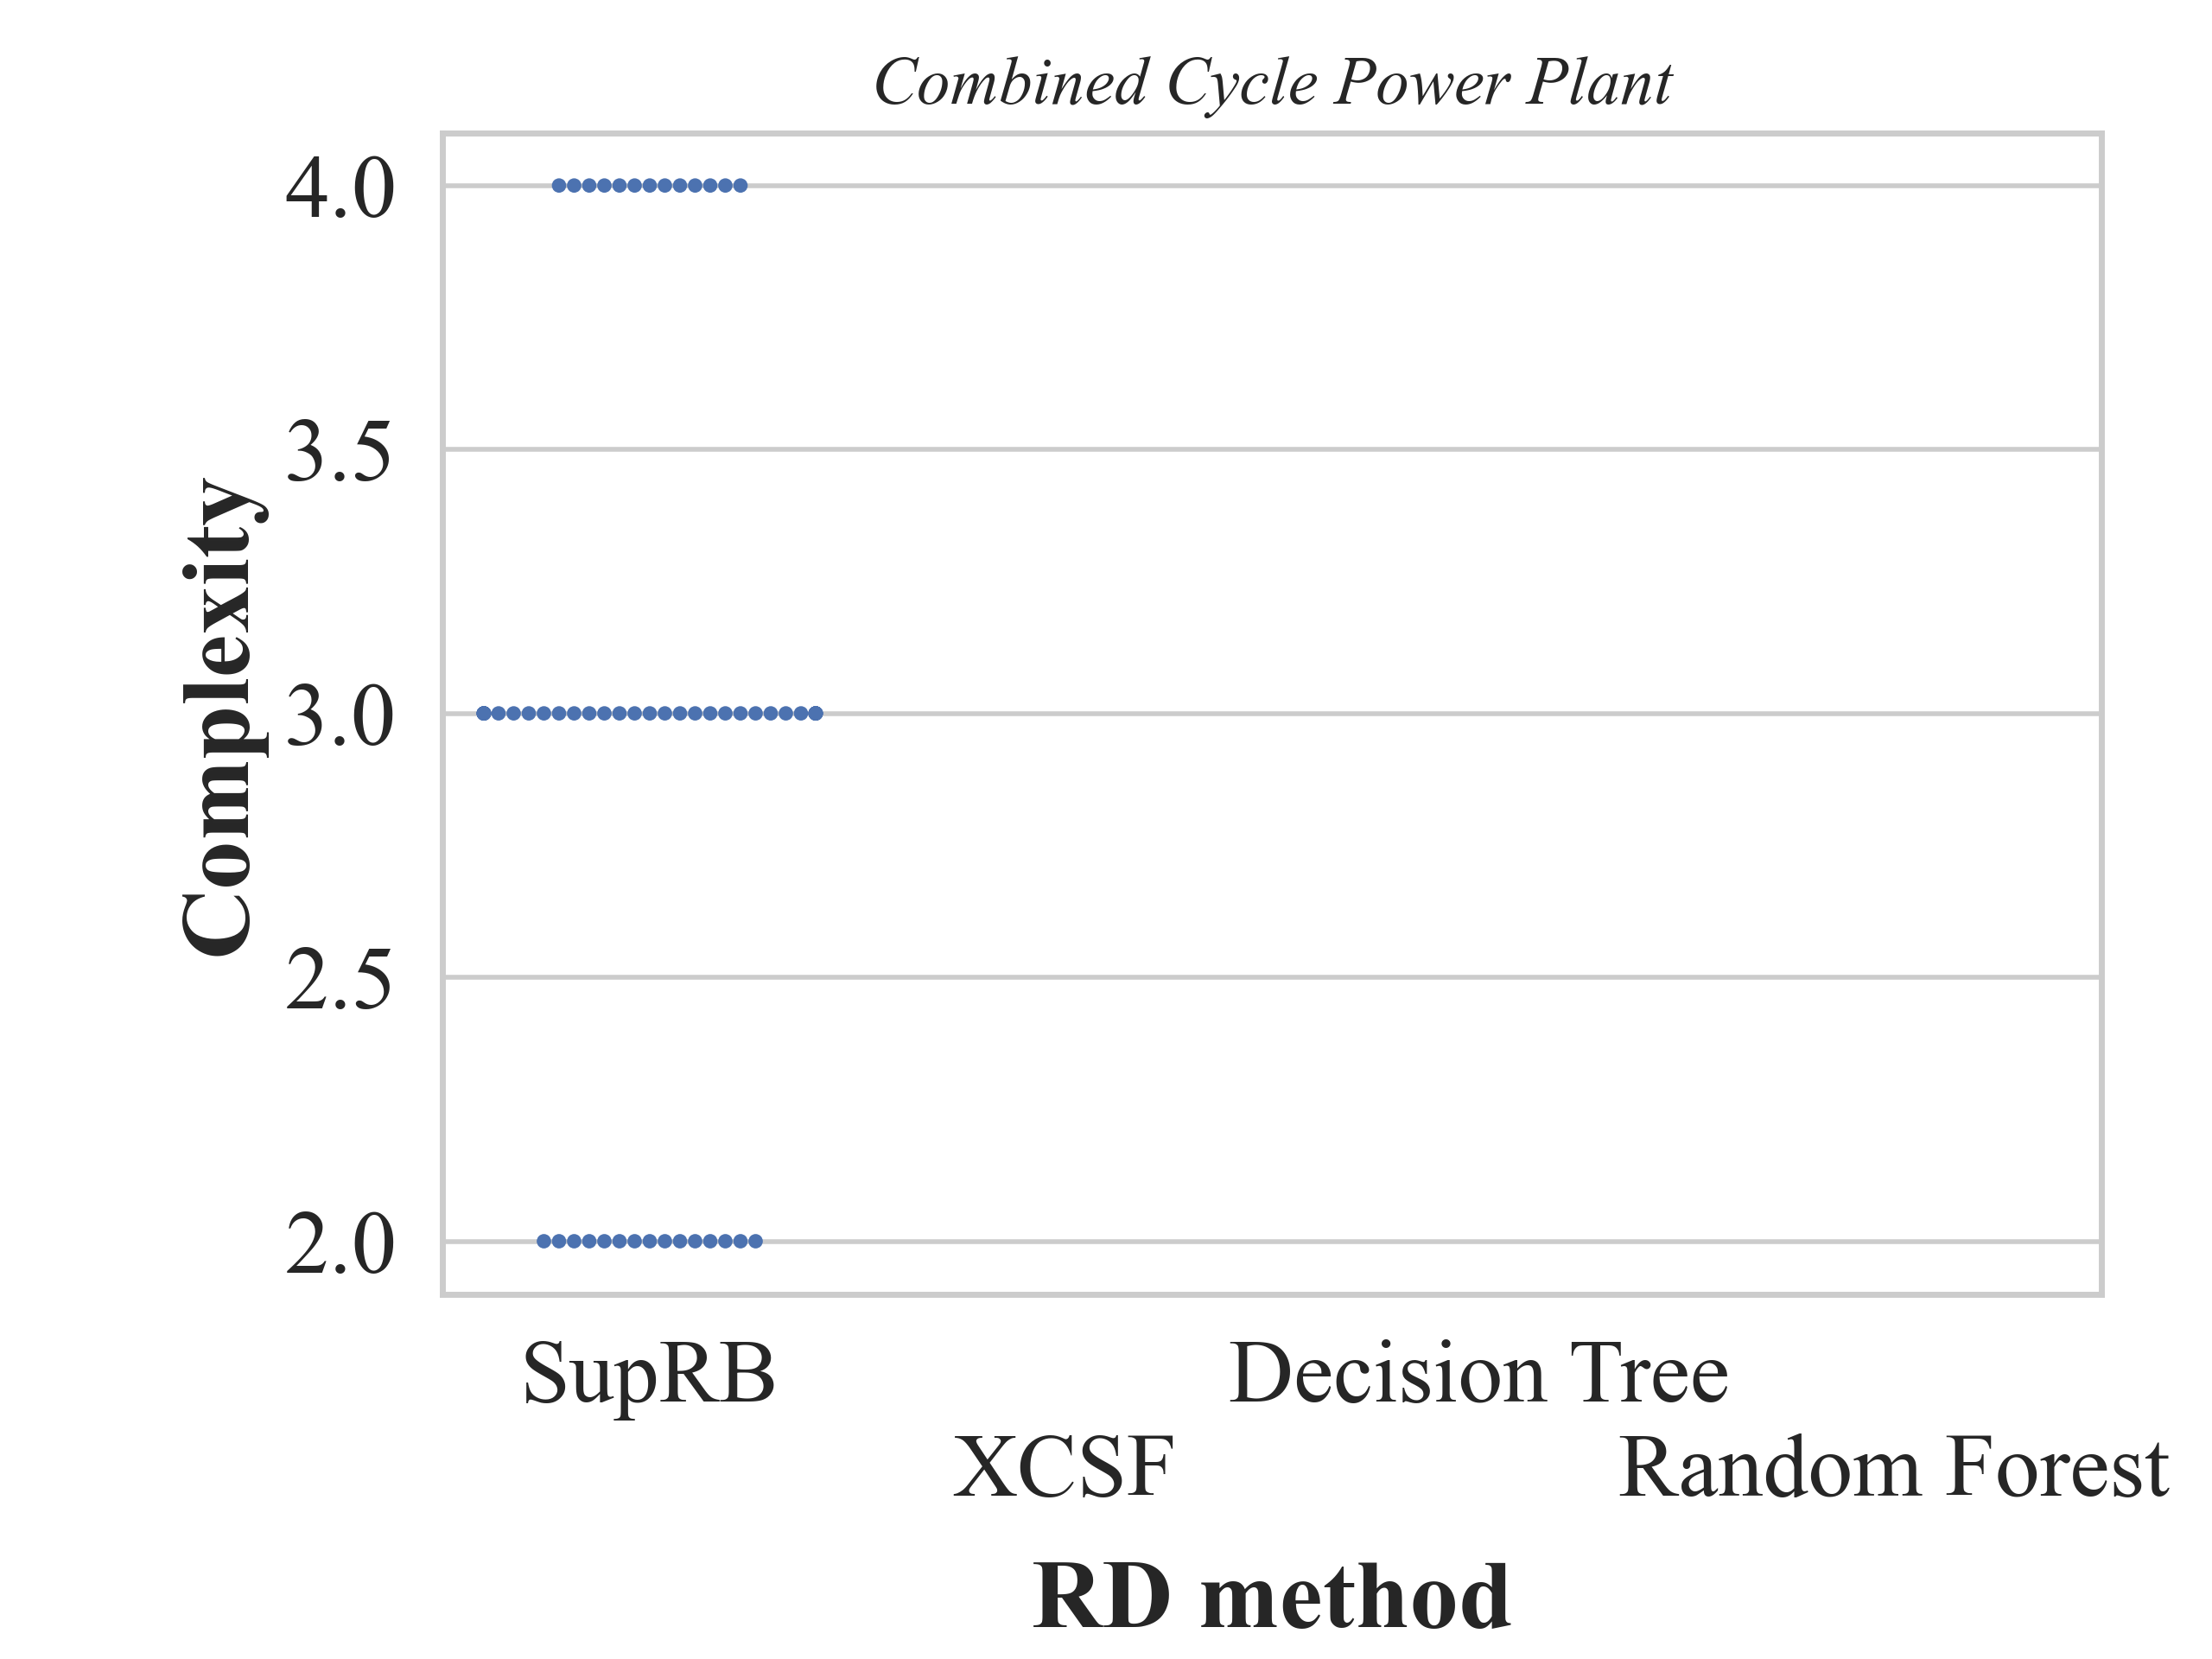 Combined Cycle Power Plant
4.0
3.5
3.0
2.5
2.0
Complexity
SupRB
Decision Tree
XCSF
Random Forest
RD method